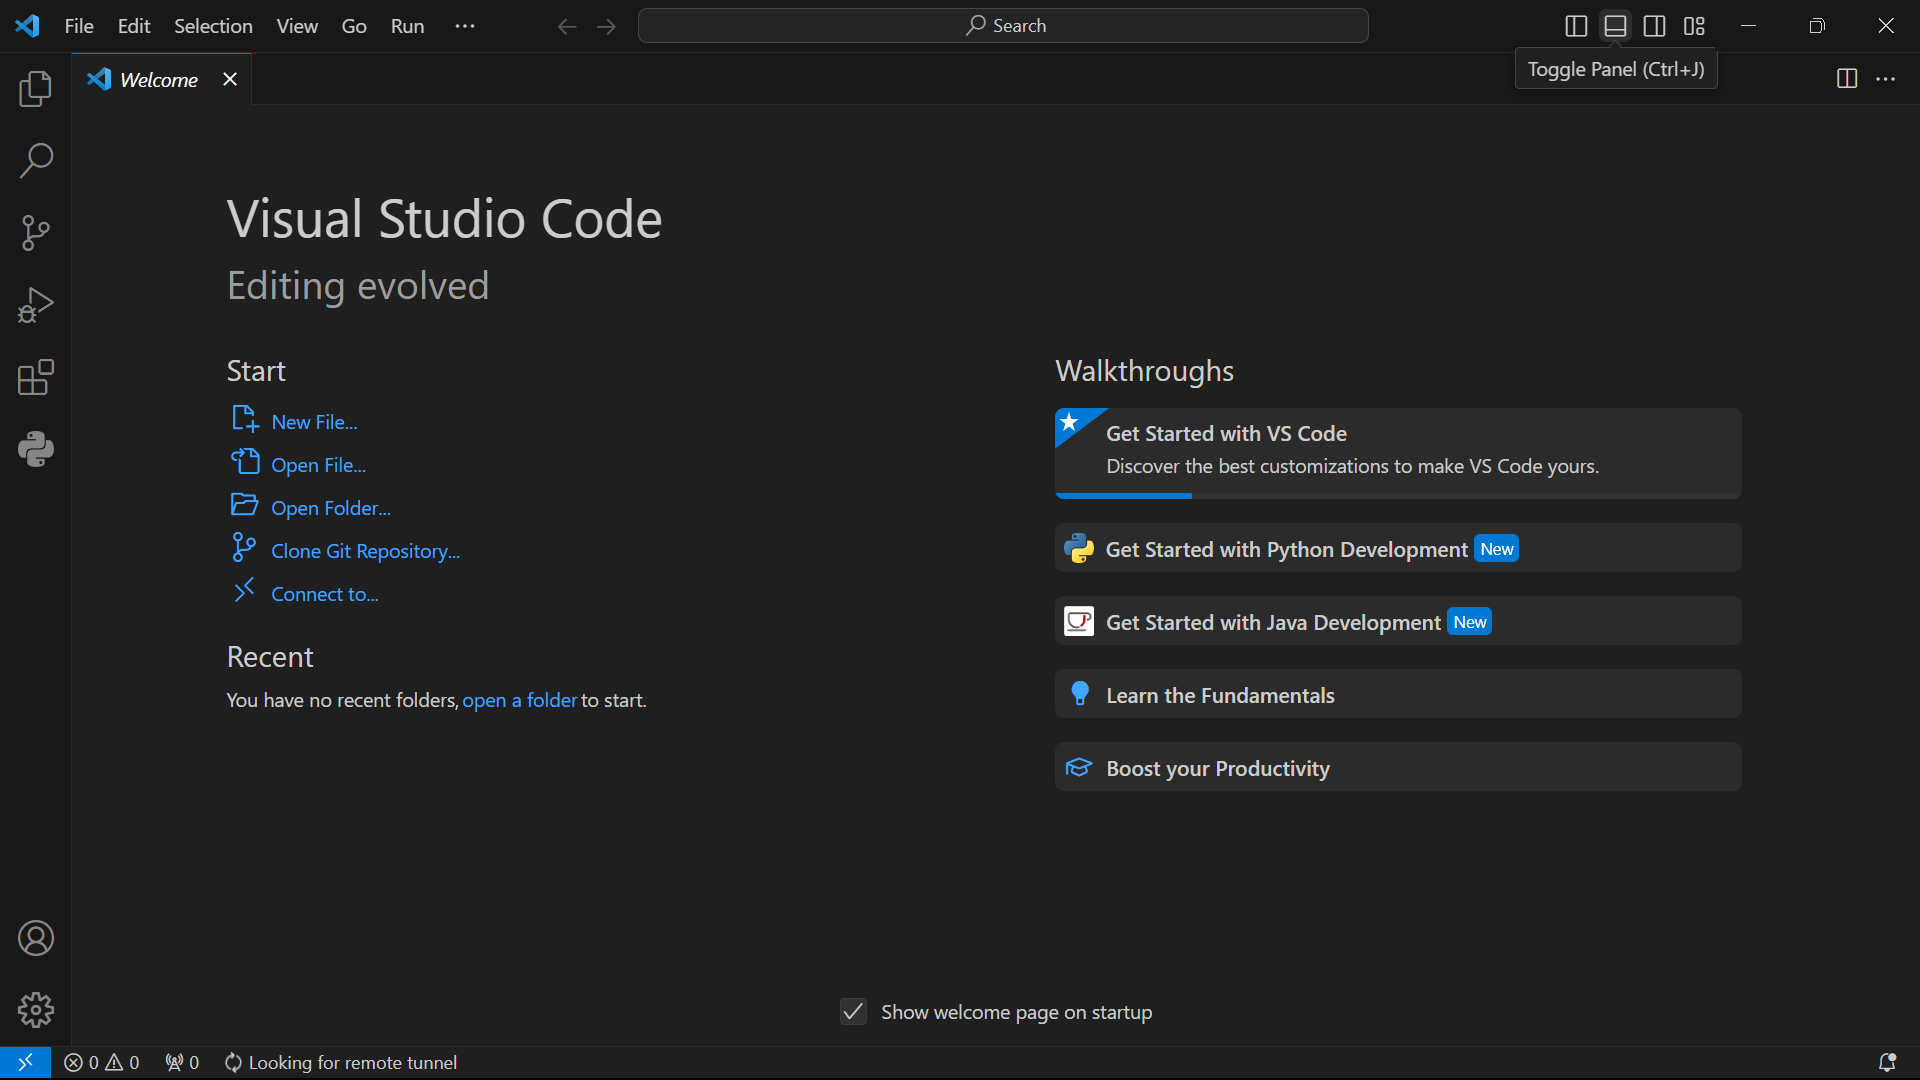 File Edit Selection View Go Run ···
Search
Welcome
Toggle Panel (Ctrl+J)
Visual Studio Code
Editing evolved
Start
New File...
Open File...
Open Folder...
Clone Git Repository...
Connect to...
Recent
You have no recent folders, open a folder to start.
Walkthroughs
Get Started with VS Code
Discover the best customizations to make VS Code yours.
Get Started with Python Development New
Get Started with Java Development New
Learn the Fundamentals
Boost your Productivity
Show welcome page on startup
0 0 0 Looking for remote tunnel